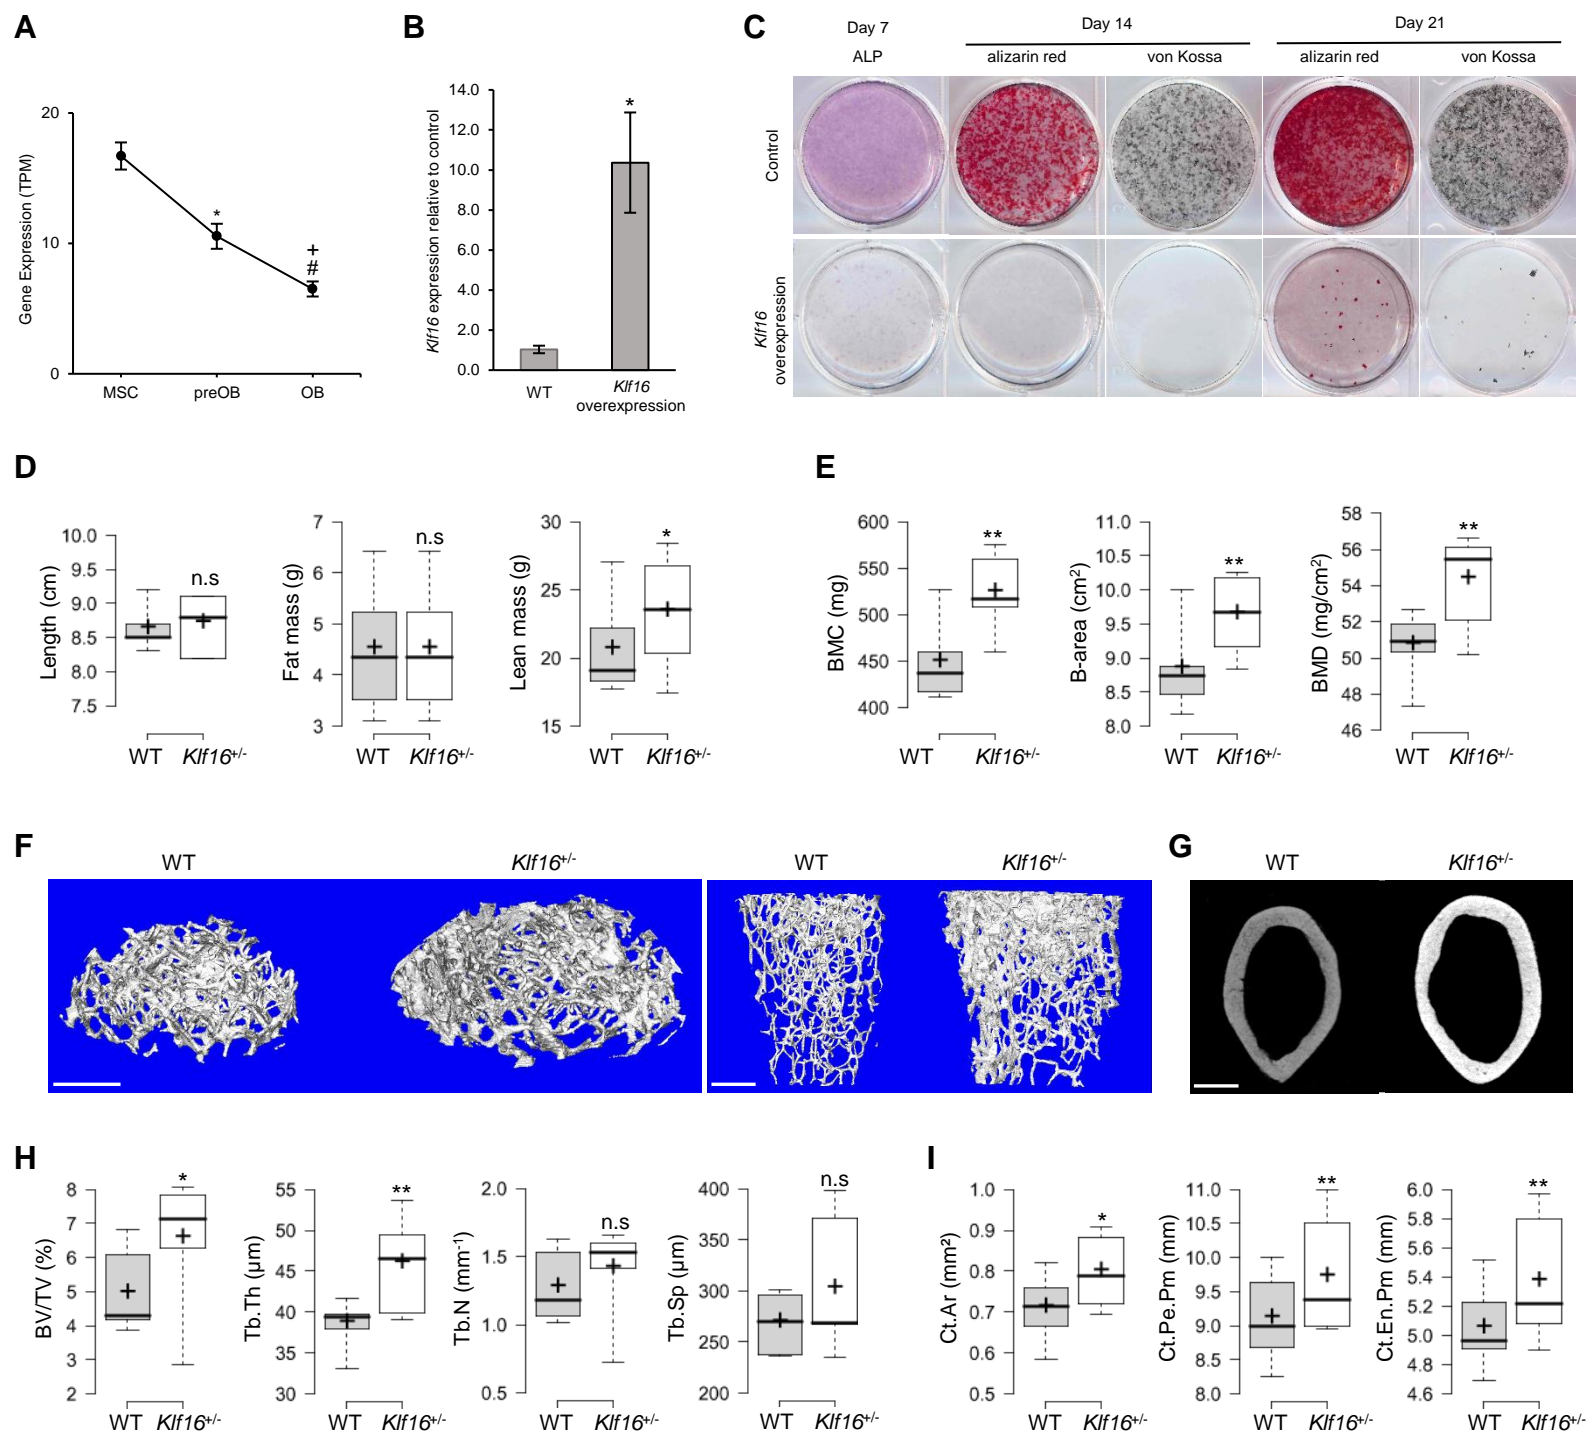 A
Gene Expression (TPM)
20
10
0
*
+
#
MSC preOB OB
B
Klf16 expression relative to control
14.0
12.0
10.0
8.0
6.0
4.0
2.0
0.0
*
WT Klf16
overexpression
C
Day 7 Day 14 Day 21
ALP alizarin red von Kossa alizarin red von Kossa
Control
Klf16
overexpression
D
Length (cm)
10.0
9.5
9.0
8.5
8.0
7.5
n.s
WT Klf16+/-
Fat mass (g)
7
6
5
4
3
n.s
WT Klf16+/-
Lean mass (g)
30
25
20
15
*
WT Klf16+/-
E
BMC (mg)
600
550
500
450
400
**
WT Klf16+/-
B-area (cm²)
11.0
10.5
10.0
9.5
9.0
8.5
8.0
**
WT Klf16+/-
BMD (mg/cm²)
58
56
54
52
50
48
46
**
WT Klf16+/-
F
WT Klf16+/- WT Klf16+/-
G
WT Klf16+/-
H
BV/TV (%)
8
7
6
5
4
3
2
*
WT Klf16+/-
Tb.Th (μm)
55
50
45
40
35
30
**
WT Klf16+/-
Tb.N (mm⁻¹)
2.0
1.5
1.0
0.5
n.s
WT Klf16+/-
Tb.Sp (μm)
400
350
300
250
200
n.s
WT Klf16+/-
I
Ct.Ar (mm²)
1.0
0.9
0.8
0.7
0.6
0.5
*
WT Klf16+/-
Ct.Pe.Pm (mm)
11.0
10.5
10.0
9.5
9.0
8.5
8.0
**
WT Klf16+/-
Ct.En.Pm (mm)
6.0
5.8
5.6
5.4
5.2
5.0
4.8
4.6
**
WT Klf16+/-